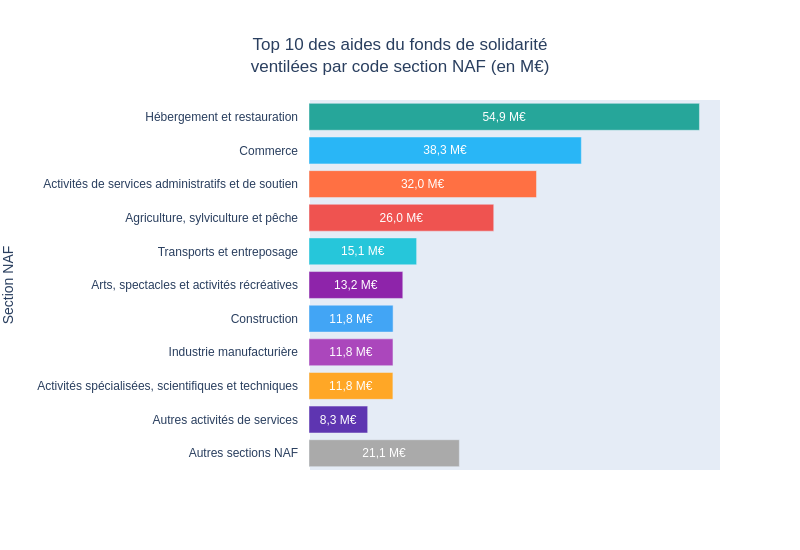 Top 10 des aides du fonds de solidarité
ventilées par code section NAF (en M€)
Section NAF
Hébergement et restauration 54,9 M€
Commerce 38,3 M€
Activités de services administratifs et de soutien 32,0 M€
Agriculture, sylviculture et pêche 26,0 M€
Transports et entreposage 15,1 M€
Arts, spectacles et activités récréatives 13,2 M€
Construction 11,8 M€
Industrie manufacturière 11,8 M€
Activités spécialisées, scientifiques et techniques 11,8 M€
Autres activités de services 8,3 M€
Autres sections NAF 21,1 M€